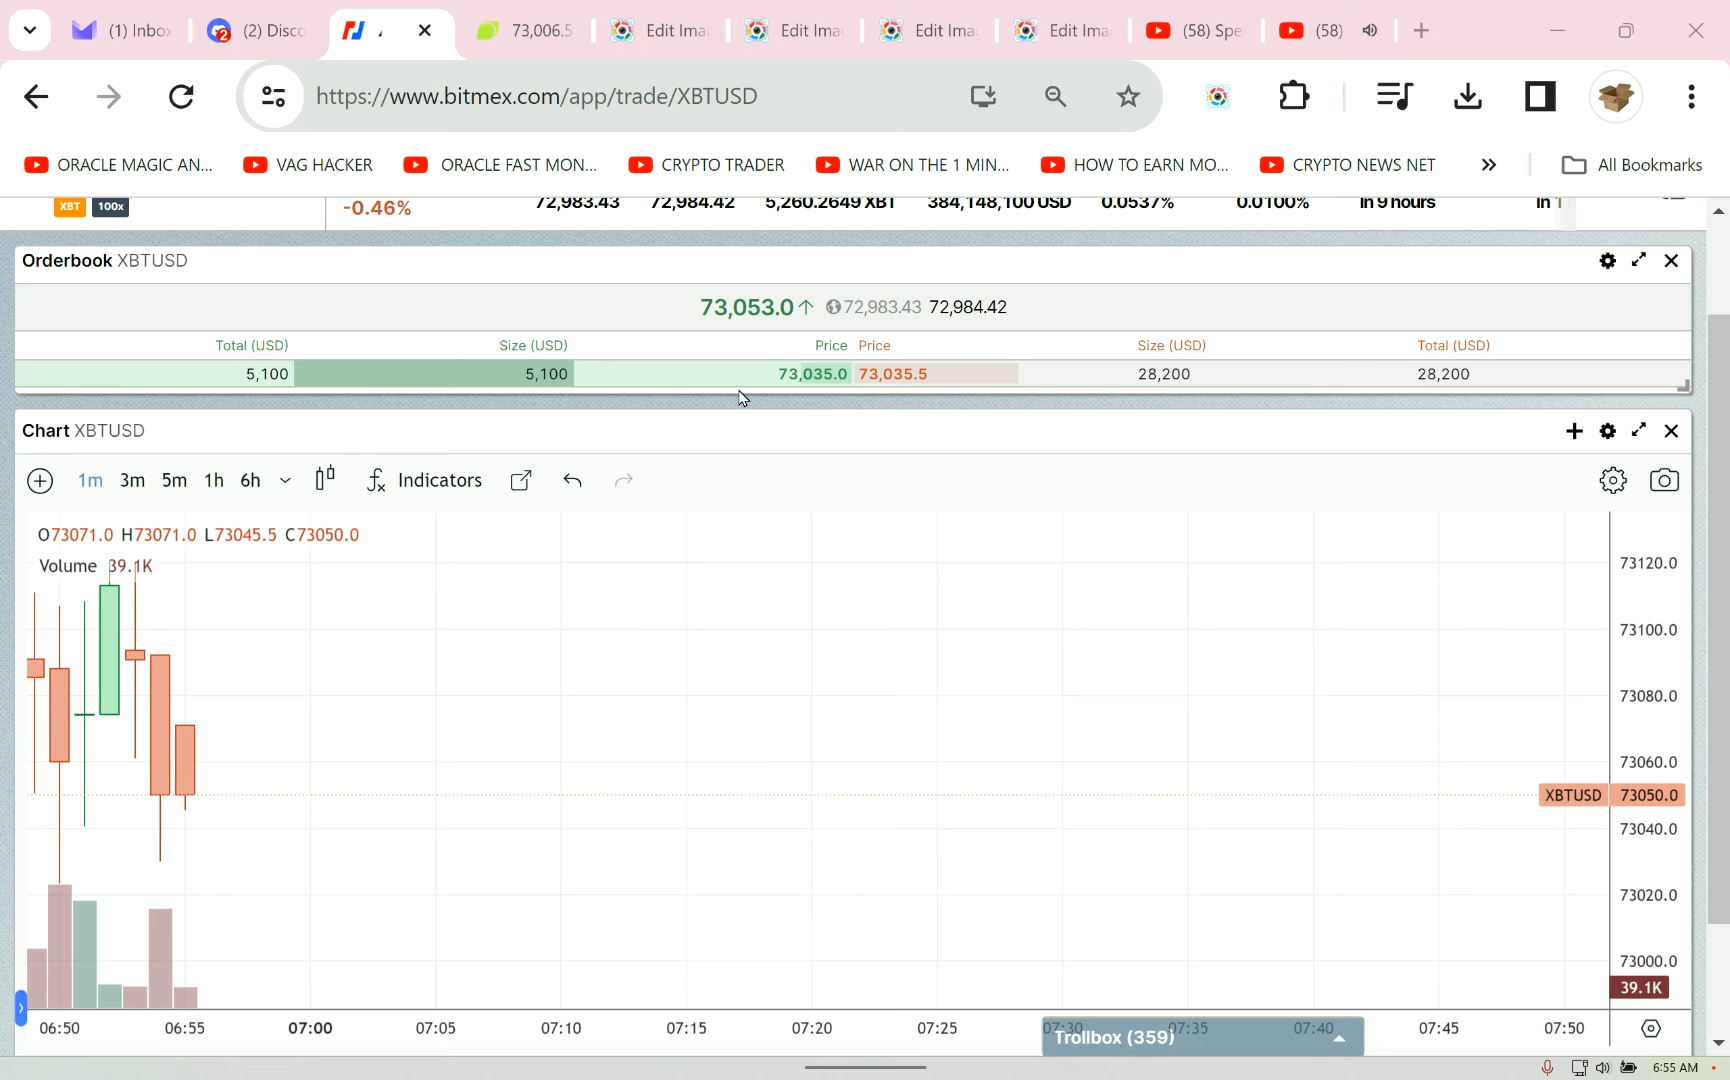 (1) Inbox
(2) Disco
73,006.5
Edit Ima
Edit Ima
Edit Ima
Edit Ima
(58) Spe
(58)
https://www.bitmex.com/app/trade/XBTUSD
ORACLE MAGIC AN...
VAG HACKER
ORACLE FAST MON...
CRYPTO TRADER
WAR ON THE 1 MIN...
HOW TO EARN MO...
CRYPTO NEWS NET
All Bookmarks
XBT 100x -0.46% 72,983.43 72,984.42 5,260.2649 XBT 384,148,100 USD 0.0537% 0.0100% In 9 hours In 1
Orderbook XBTUSD
73,053.0↑ 72,983.43 72,984.42
Total (USD) Size (USD) Price Price Size (USD) Total (USD)
5,100 5,100 73,035.0 73,035.5 28,200 28,200
Chart XBTUSD
1m 3m 5m 1h 6h Indicators
O73071.0 H73071.0 L73045.5 C73050.0
Volume 39.1K
73120.0
73100.0
73080.0
73060.0
XBTUSD 73050.0
73040.0
73020.0
73000.0
39.1K
06:50 06:55 07:00 07:05 07:10 07:15 07:20 07:25 07:30 07:35 07:40 07:45 07:50
Trollbox (359)
6:55 AM